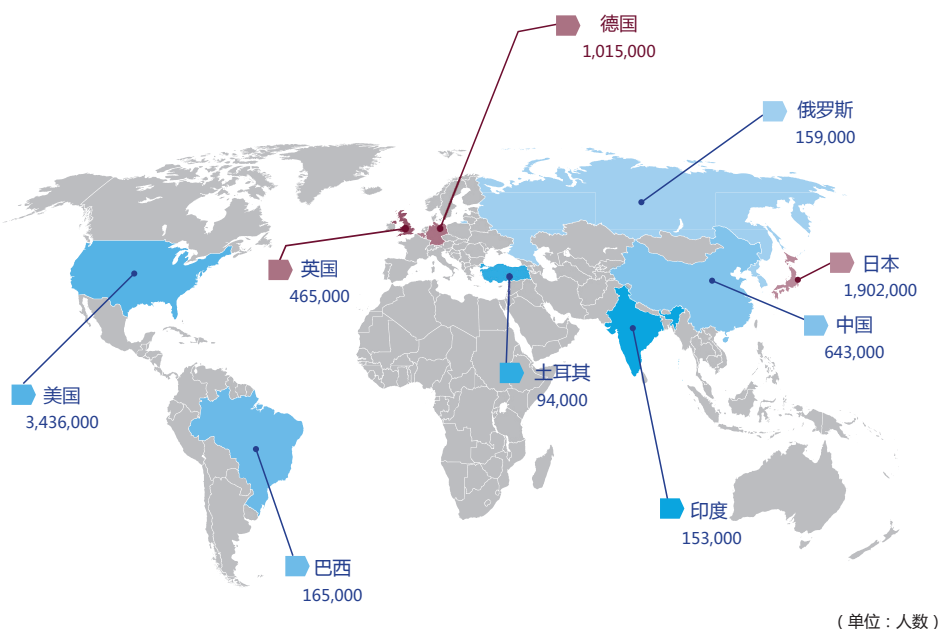 德国
1,015,000
俄罗斯
159,000
英国
465,000
日本
1,902,000
中国
643,000
土耳其
94,000
美国
3,436,000
印度
153,000
巴西
165,000
（单位：人数）